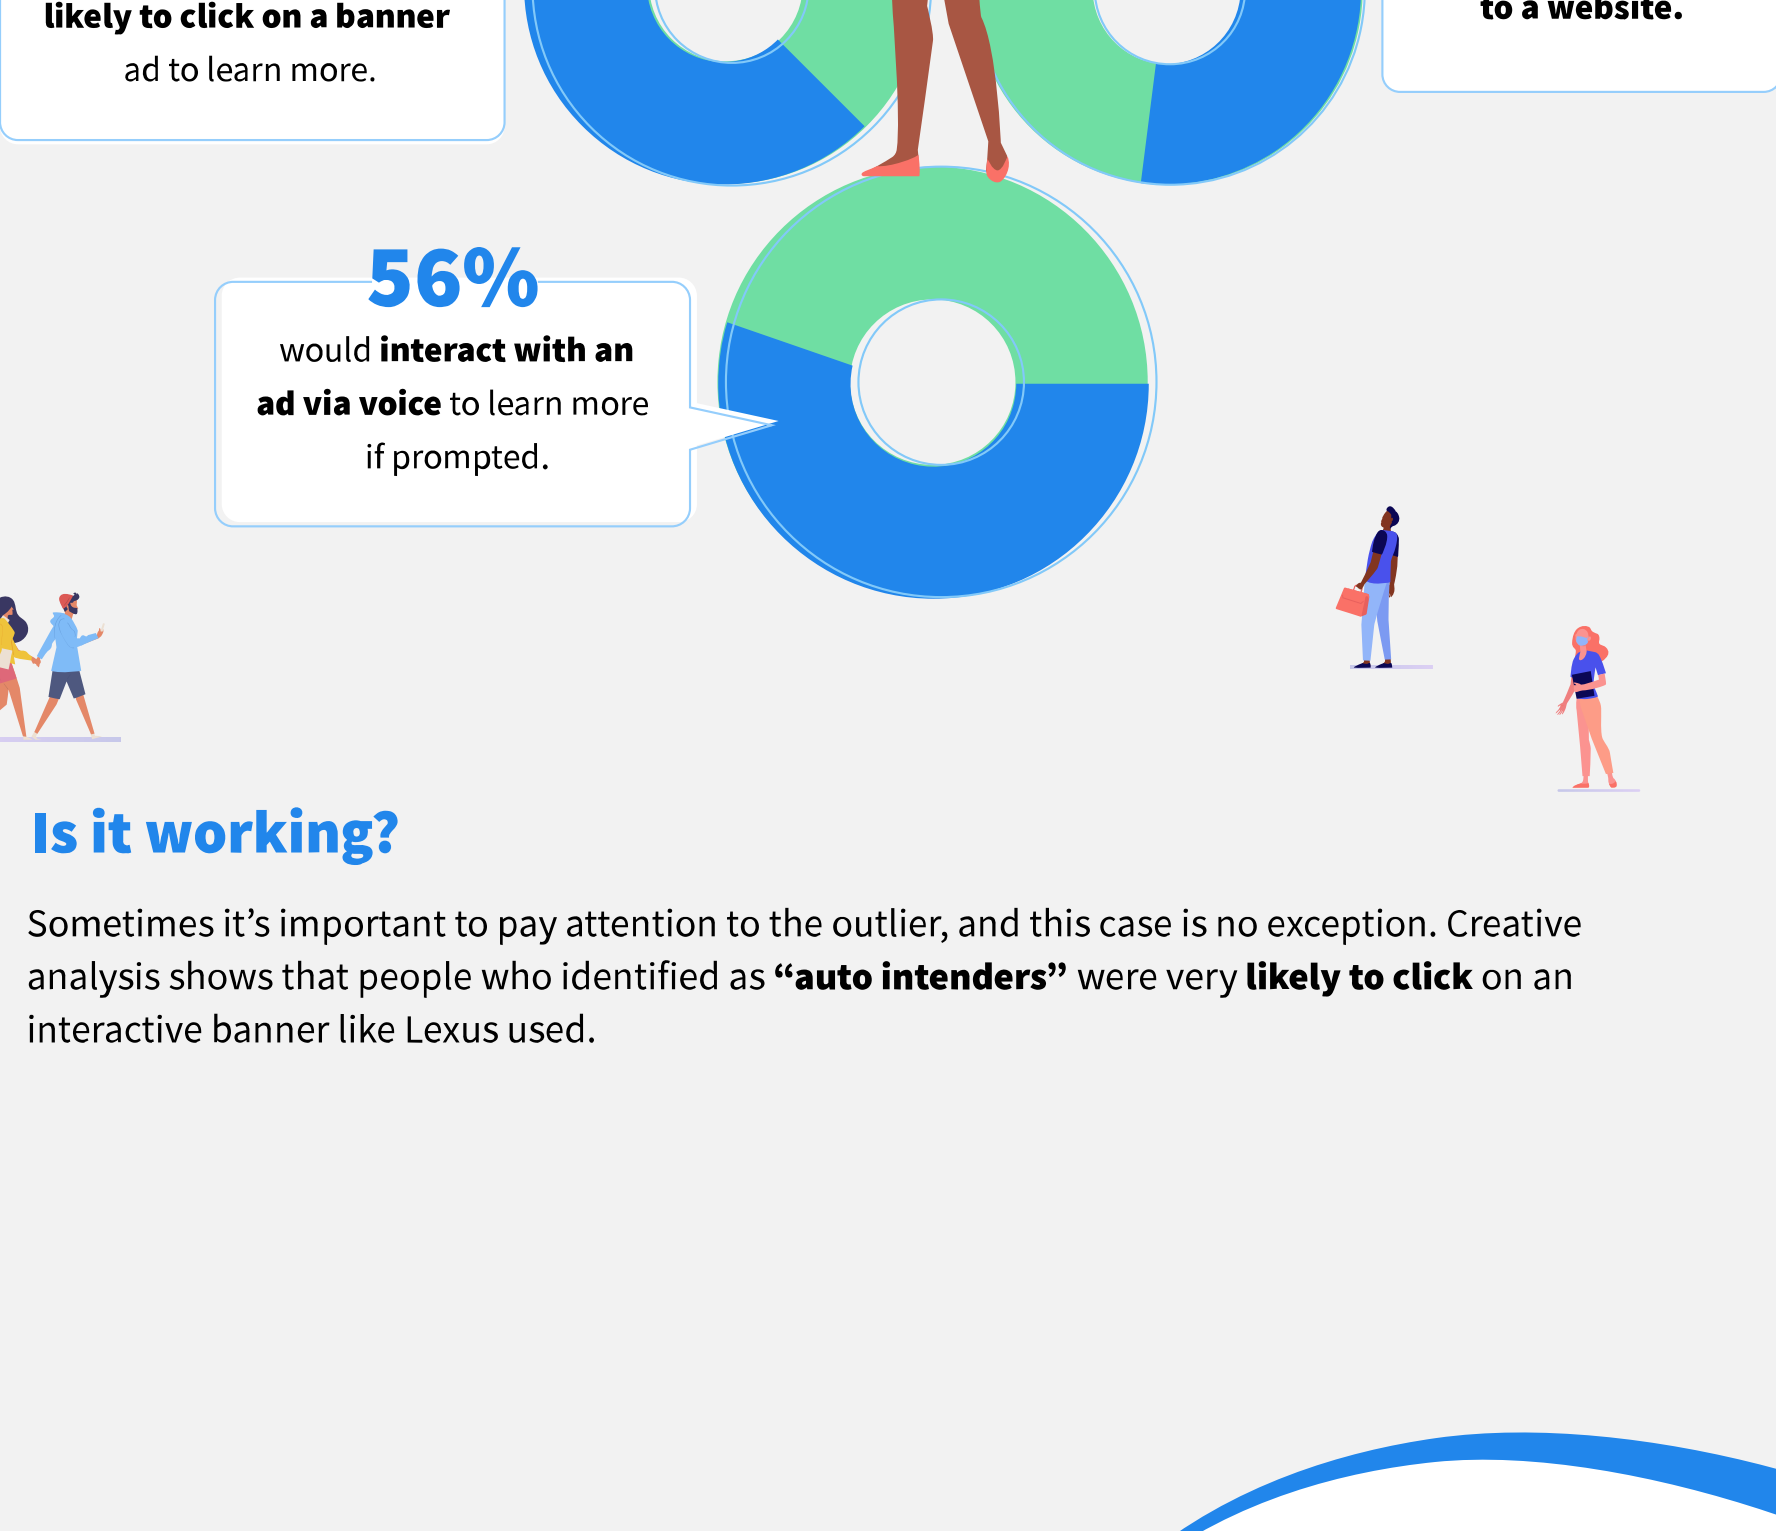 likely to click on a banner
ad to learn more.
to a website.
56%
would interact with an
ad via voice to learn more
if prompted.
Is it working?
Sometimes it’s important to pay attention to the outlier, and this case is no exception. Creative
analysis shows that people who identified as “auto intenders” were very likely to click on an
interactive banner like Lexus used.